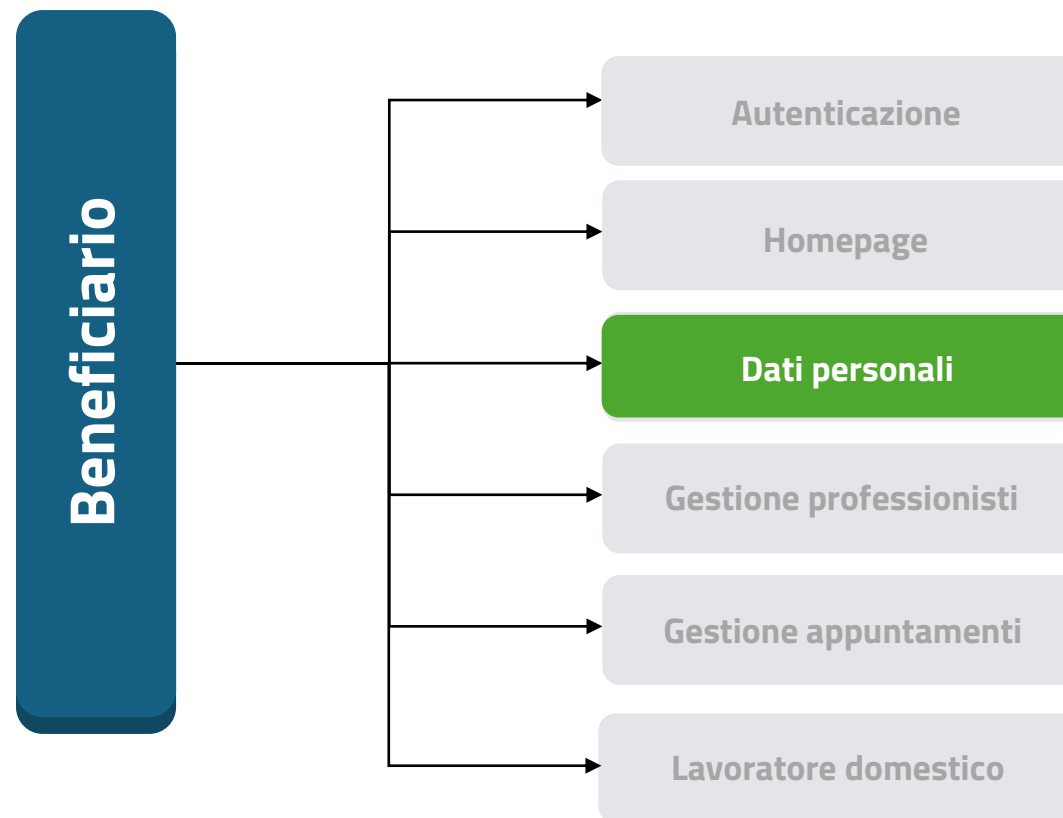 Beneficiario
Autenticazione
Homepage
Dati personali
Gestione professionisti
Gestione appuntamenti
Lavoratore domestico